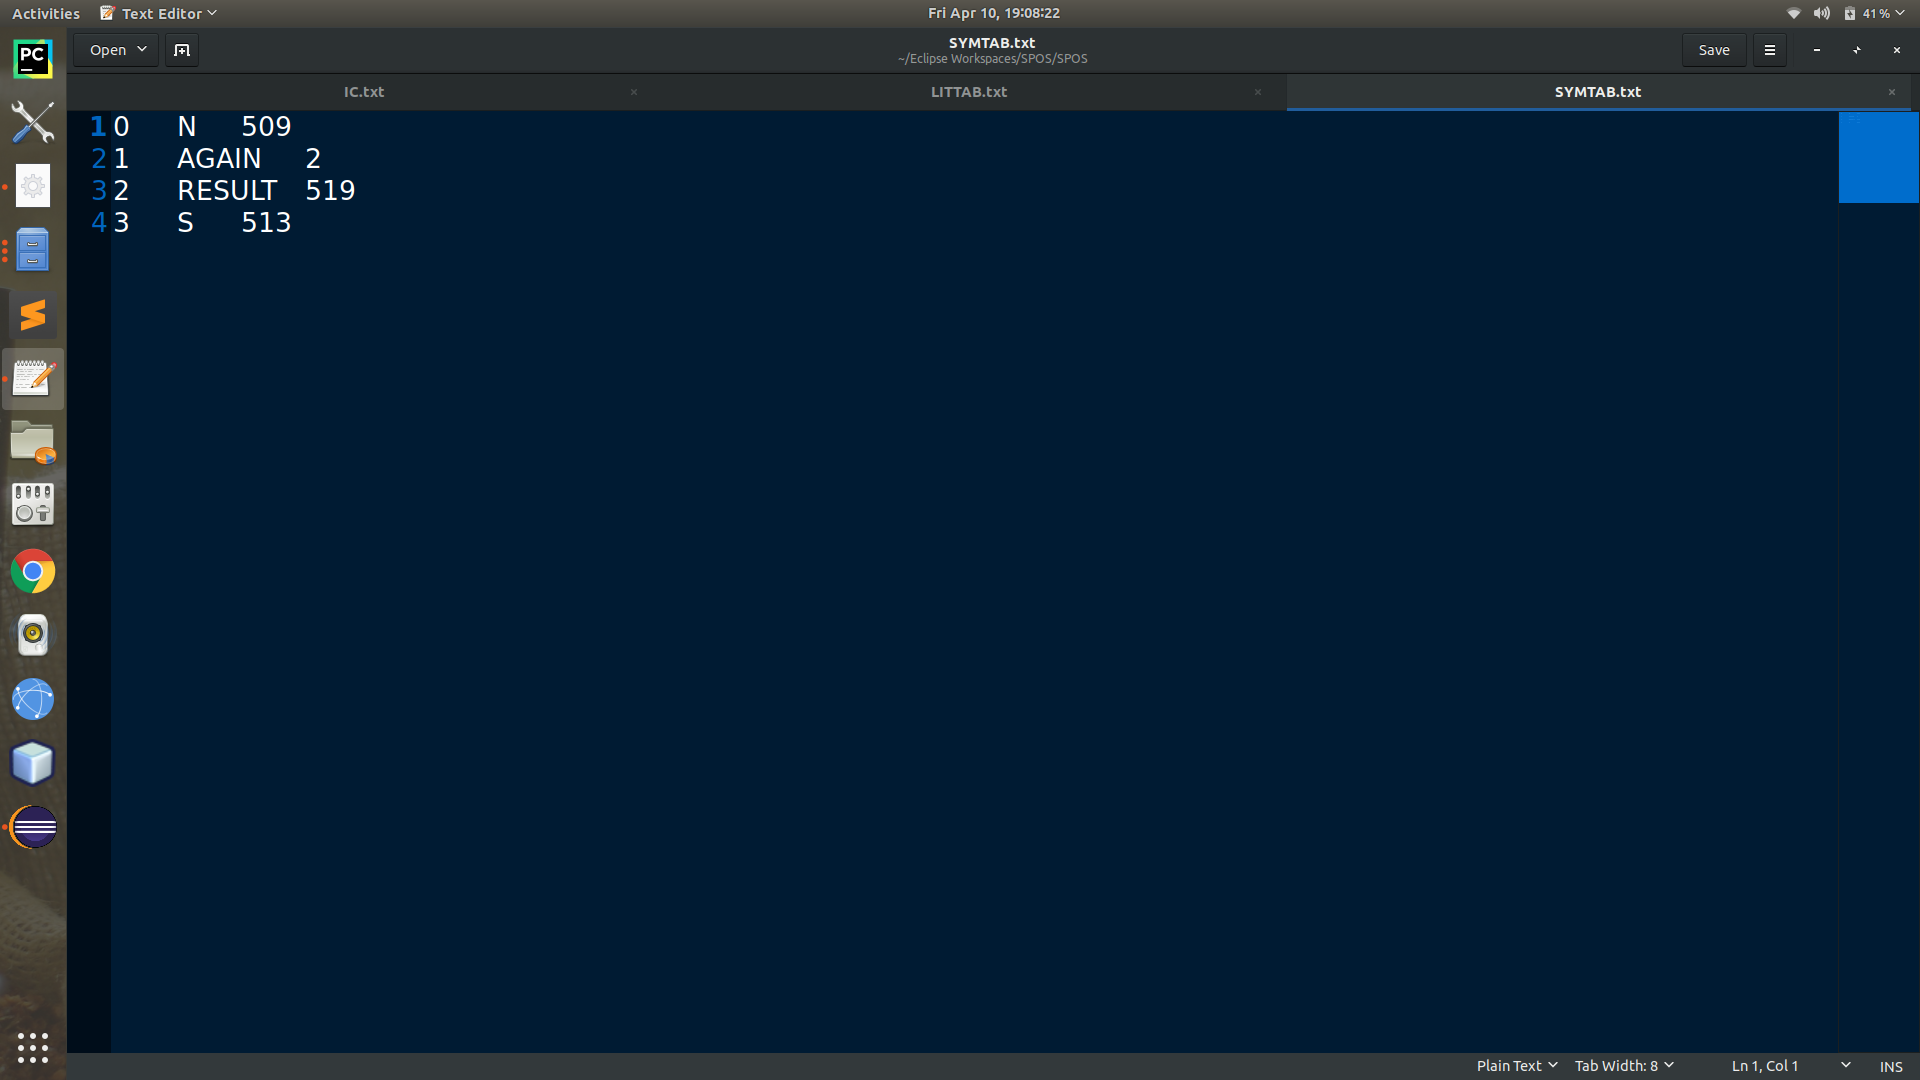 Activities Text Editor Fri Apr 10, 19:08:22 41 %
Open SYMTAB.txt Save
~/Eclipse Workspaces/SPOS/SPOS
IC.txt × LITTAB.txt × SYMTAB.txt ×
1 0 N 509
2 1 AGAIN 2
3 2 RESULT 519
4 3 S 513
PC
Plain Text Tab Width: 8 Ln 1, Col 1 INS